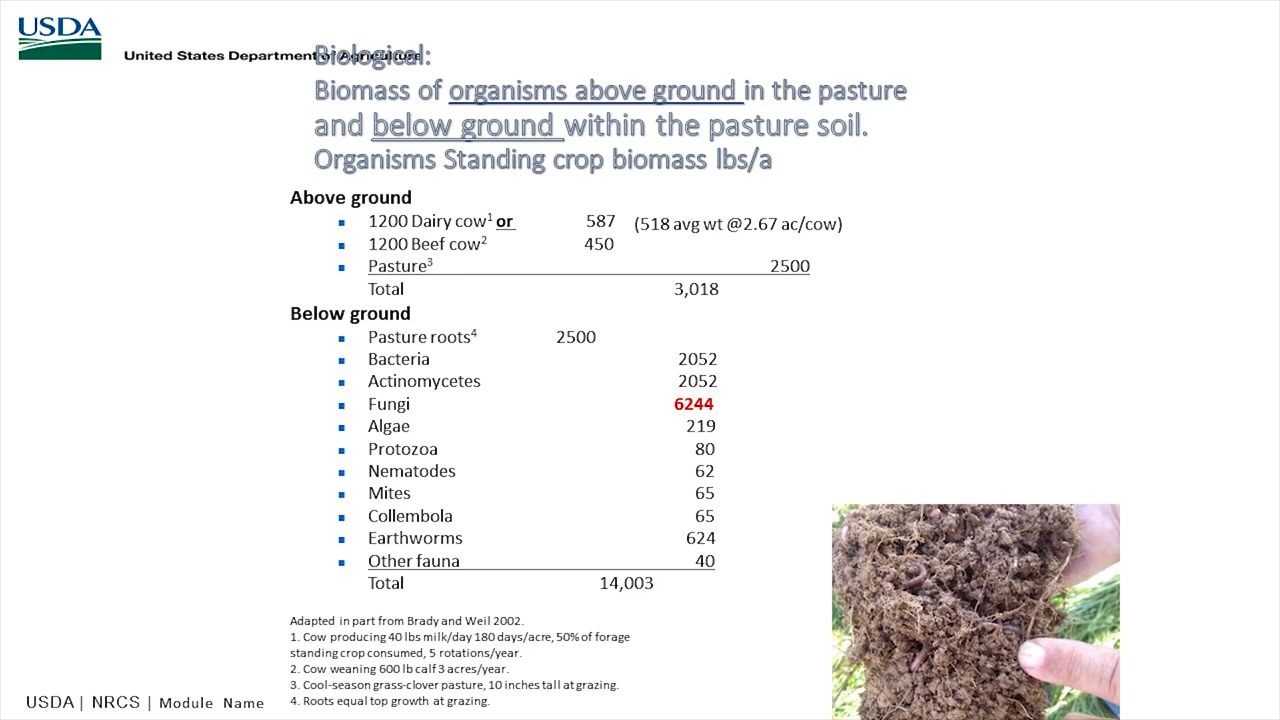 USDA
United States Department of Agriculture
Biological:
Biomass of organisms above ground in the pasture
and below ground within the pasture soil.
Organisms Standing crop biomass lbs/a
Above ground
▪ 1200 Dairy cow¹ or 587 (518 avg wt @2.67 ac/cow)
▪ 1200 Beef cow² 450
▪ Pasture³ 2500
Total 3,018
Below ground
▪ Pasture roots⁴ 2500
▪ Bacteria 2052
▪ Actinomycetes 2052
▪ Fungi 6244
▪ Algae 219
▪ Protozoa 80
▪ Nematodes 62
▪ Mites 65
▪ Collembola 65
▪ Earthworms 624
▪ Other fauna 40
Total 14,003
Adapted in part from Brady and Weil 2002.
1. Cow producing 40 lbs milk/day 180 days/acre, 50% of forage
standing crop consumed, 5 rotations/year.
2. Cow weaning 600 lb calf 3 acres/year.
3. Cool-season grass-clover pasture, 10 inches tall at grazing.
4. Roots equal top growth at grazing.
USDA | NRCS | Module Name